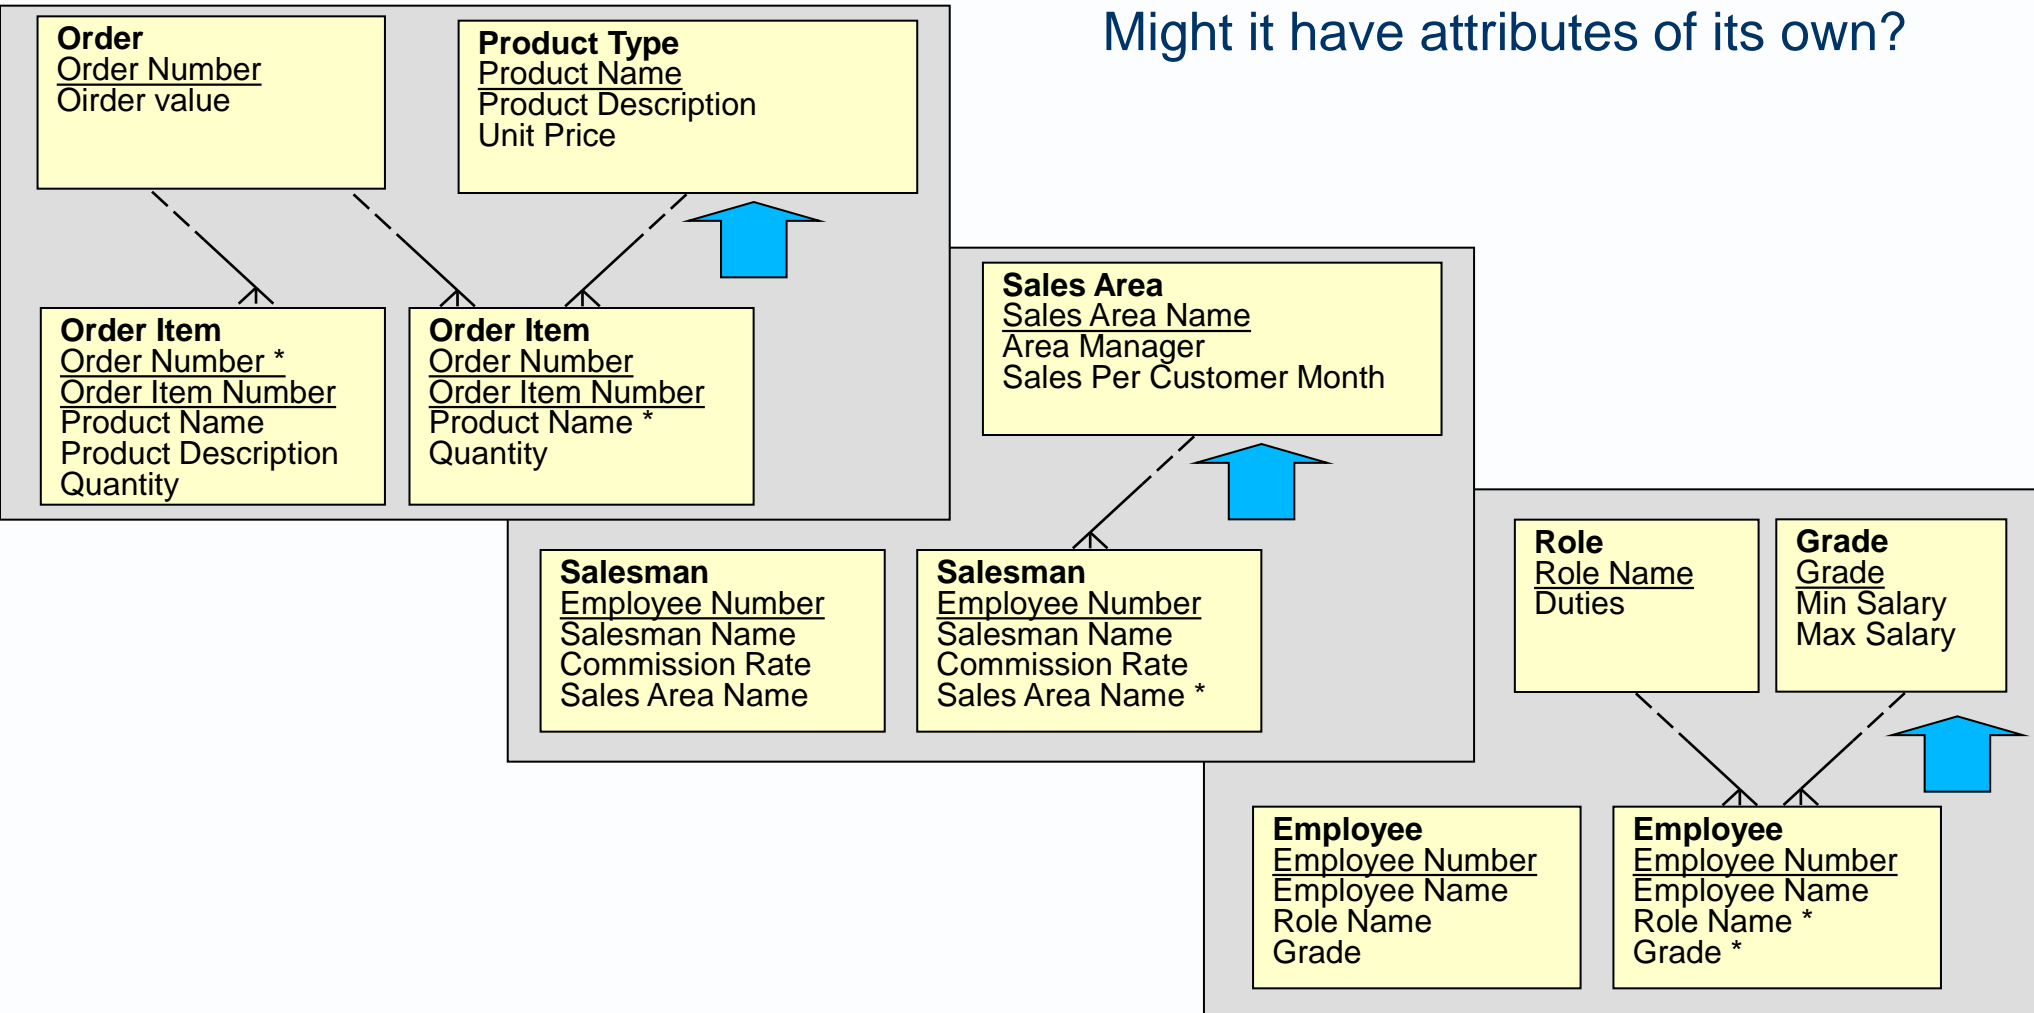 Might it have attributes of its own?
Order
Order Number
Oirder value
Product Type
Product Name
Product Description
Unit Price
Order Item
Order Number *
Order Item Number
Product Name
Product Description
Quantity
Order Item
Order Number
Order Item Number
Product Name *
Quantity
Sales Area
Sales Area Name
Area Manager
Sales Per Customer Month
Salesman
Employee Number
Salesman Name
Commission Rate
Sales Area Name
Salesman
Employee Number
Salesman Name
Commission Rate
Sales Area Name *
Role
Role Name
Duties
Grade
Grade
Min Salary
Max Salary
Employee
Employee Number
Employee Name
Role Name
Grade
Employee
Employee Number
Employee Name
Role Name *
Grade *